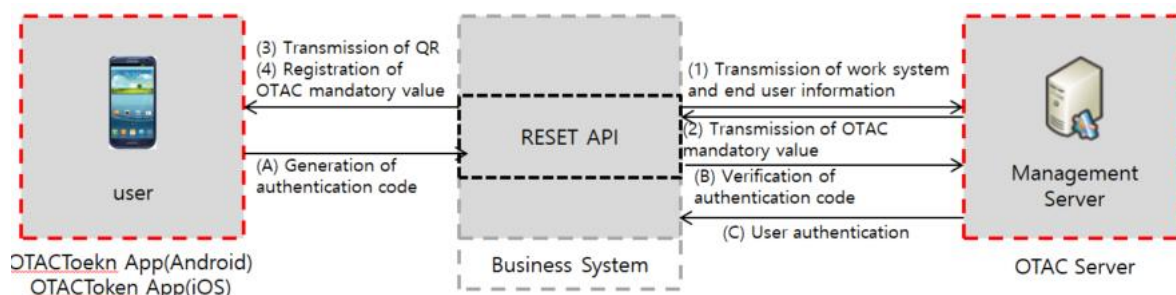 (3) Transmission of QR
(4) Registration of
OTAC mandatory value
(A) Generation of
authentication code
user
OTACToekn App(Android)
OTACToken App(iOS)
RESET API
Business System
(1) Transmission of work system
and end user information
(2) Transmission of OTAC
mandatory value
(B) Verification of
authentication code
(C) User authentication
Management
Server
OTAC Server